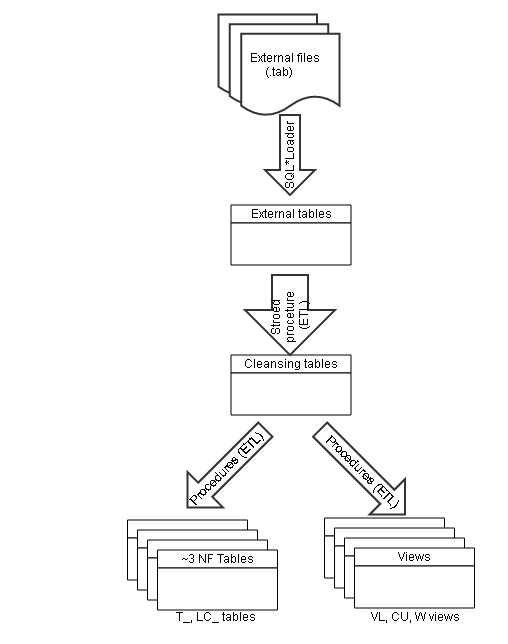 External files
(.tab)
SQL*Loader
External tables
Stroed
proceture
(ETL)
Cleansing tables
Procedures (ETL)
Procedures (ETL)
~3 NF Tables
Views
T_, LC_ tables
VL, CU, W views